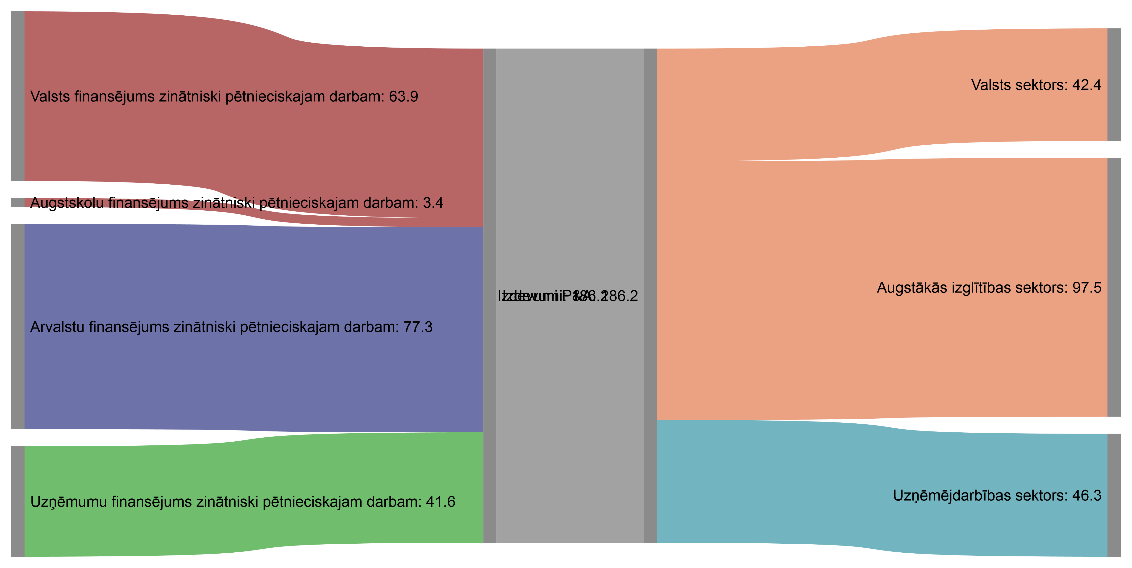 Valsts finansējums zinātniski pētnieciskajam darbam: 63.9
Augstskolu finansējums zinātniski pētnieciskajam darbam: 3.4
Arvalstu finansējums zinātniski pētnieciskajam darbam: 77.3
Uzņēmumu finansējums zinātniski pētnieciskajam darbam: 41.6
186.2
Valsts sektors: 42.4
Augstākās izglītības sektors: 97.5
Uzņēmējdarbības sektors: 46.3